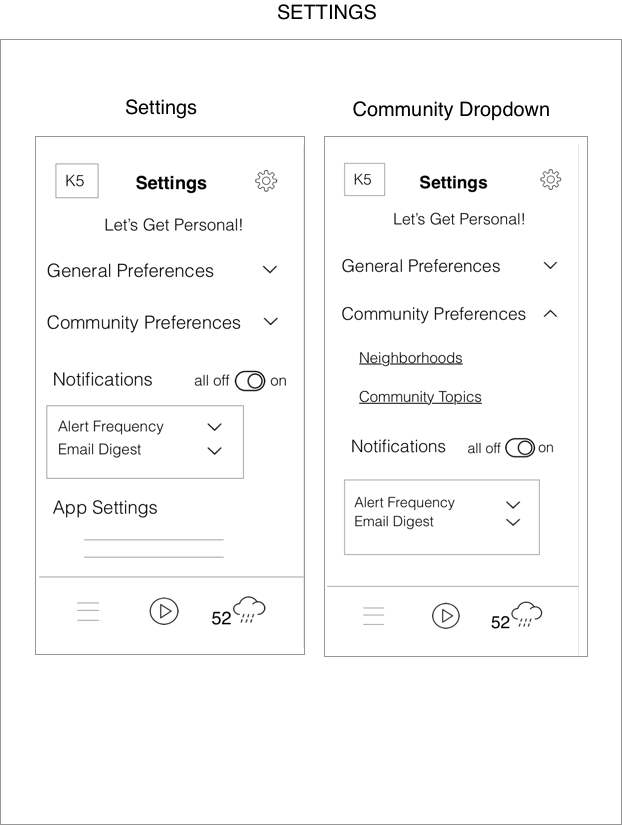 SETTINGS
Settings
K5
Settings
Let's Get Personal!
General Preferences
Community Preferences
Notifications all off on
Alert Frequency
Email Digest
App Settings
52
Community Dropdown
K5
Settings
Let's Get Personal!
General Preferences
Community Preferences
Neighborhoods
Community Topics
Notifications all off on
Alert Frequency
Email Digest
52